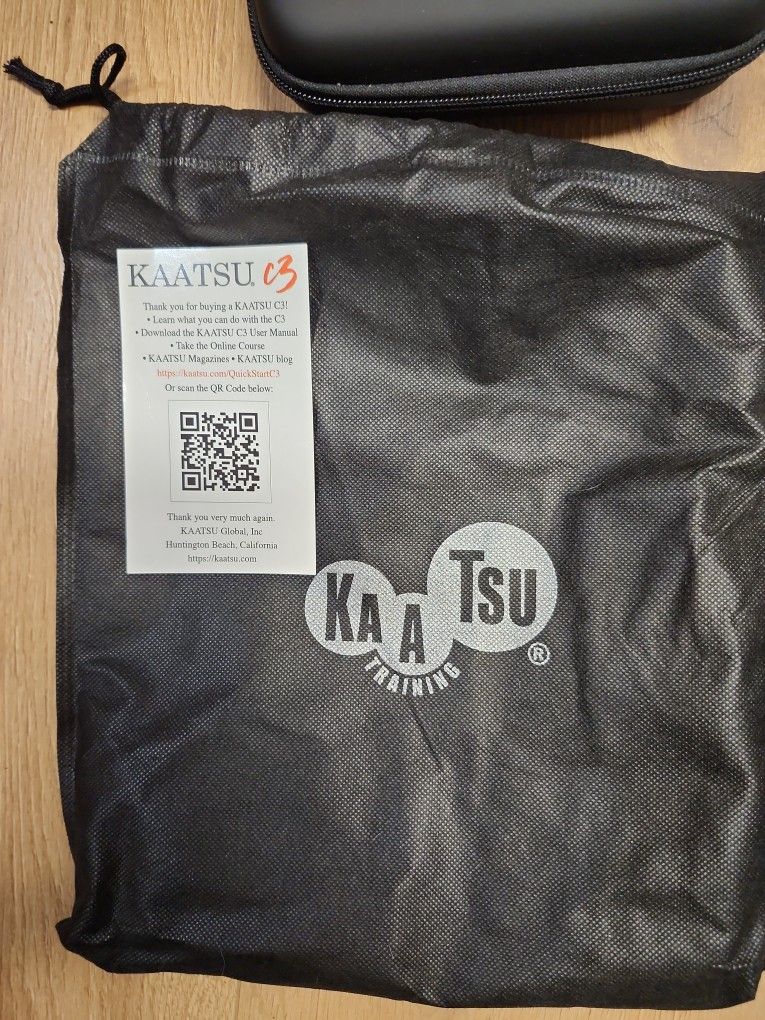 KAATSU® C3
Thank you for buying a KAATSU C3!
• Learn what you can do with the C3
• Download the KAATSU C3 User Manual
• Take the Online Course
• KAATSU Magazines • KAATSU blog
https://kaatsu.com/QuickStartC3
Or scan the QR Code below:
Thank you very much again.
KAATSU Global, Inc
Huntington Beach, California
https://kaatsu.com
KAATSU
TRAINING ®